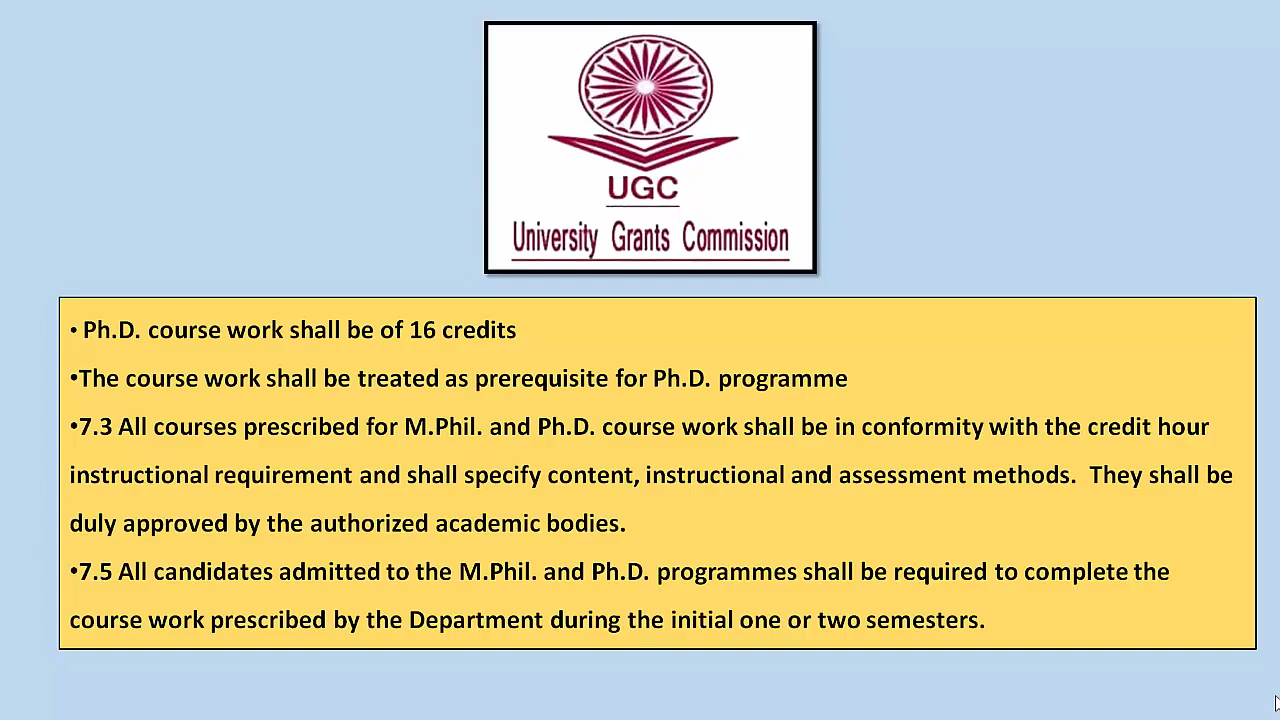 UGC
University Grants Commission
• Ph.D. course work shall be of 16 credits
•The course work shall be treated as prerequisite for Ph.D. programme
•7.3 All courses prescribed for M.Phil. and Ph.D. course work shall be in conformity with the credit hour
instructional requirement and shall specify content, instructional and assessment methods.  They shall be
duly approved by the authorized academic bodies.
•7.5 All candidates admitted to the M.Phil. and Ph.D. programmes shall be required to complete the
course work prescribed by the Department during the initial one or two semesters.